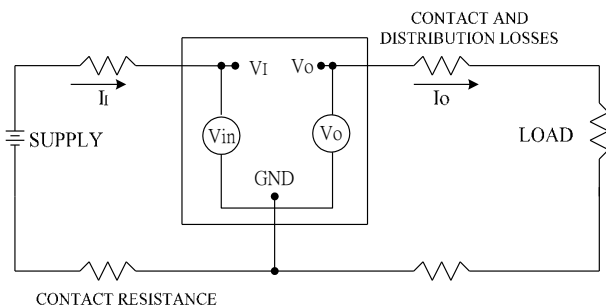 CONTACT AND
DISTRIBUTION LOSSES
VI
VO
II
IO
SUPPLY
Vin
Vo
LOAD
GND
CONTACT RESISTANCE